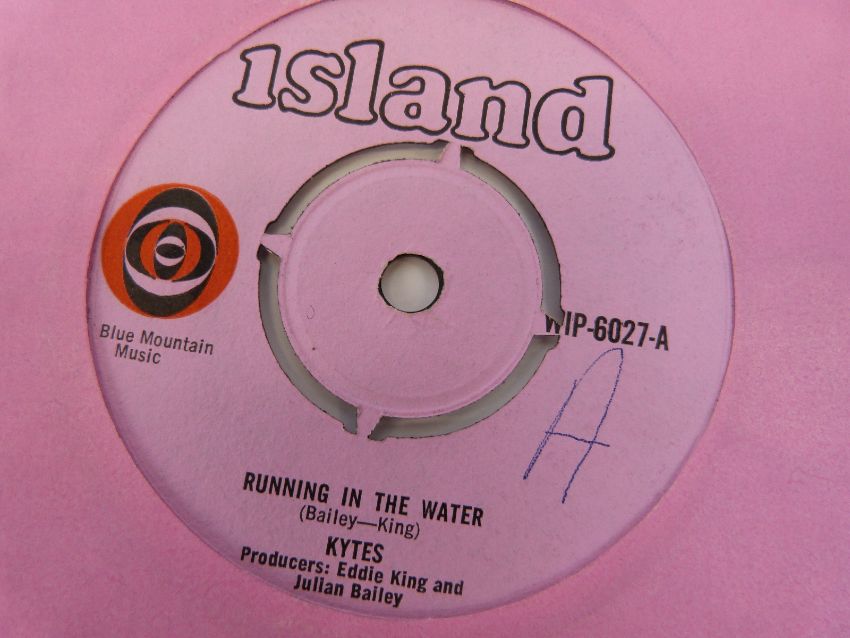 island
Blue Mountain
Music
WIP-6027-A
A
RUNNING IN THE WATER
(Bailey—King)
KYTES
Producers: Eddie King and
Julian Bailey